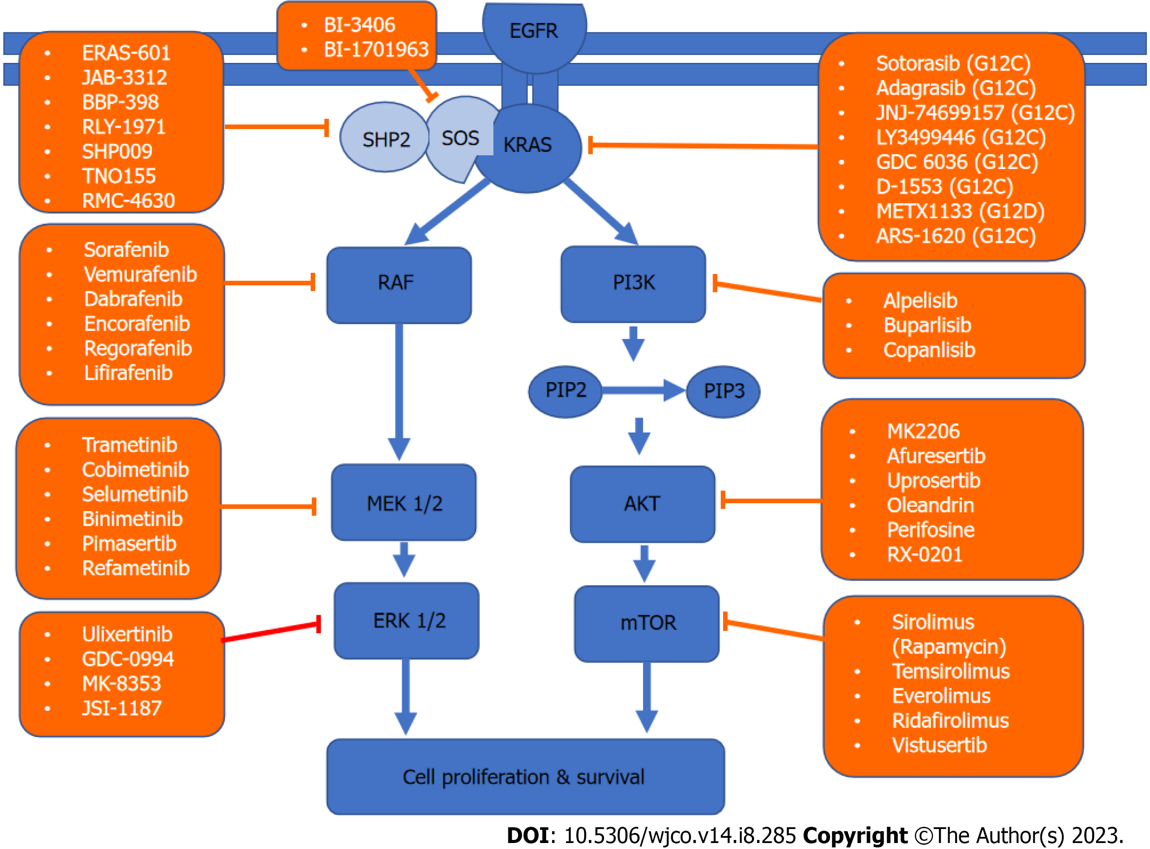 BI-3406
BI-1701963
EGFR
ERAS-601
JAB-3312
BBP-398
RLY-1971
SHP009
TNO155
RMC-4630
SHP2
SOS
KRAS
Sotorasib (G12C)
Adagrasib (G12C)
JNJ-74699157 (G12C)
LY3499446 (G12C)
GDC 6036 (G12C)
D-1553 (G12C)
METX1133 (G12D)
ARS-1620 (G12C)
Sorafenib
Vemurafenib
Dabrafenib
Encorafenib
Regorafenib
Lifirafenib
RAF
PI3K
Alpelisib
Buparlisib
Copanlisib
PIP2
PIP3
Trametinib
Cobimetinib
Selumetinib
Binimetinib
Pimasertib
Refametinib
MEK 1/2
AKT
MK2206
Afuresertib
Uprosertib
Oleandrin
Perifosine
RX-0201
Ulixertinib
GDC-0994
MK-8353
JSI-1187
ERK 1/2
mTOR
Sirolimus
(Rapamycin)
Temsirolimus
Everolimus
Ridafirolimus
Vistusertib
Cell proliferation & survival
DOI: 10.5306/wjco.v14.i8.285 Copyright ©The Author(s) 2023.